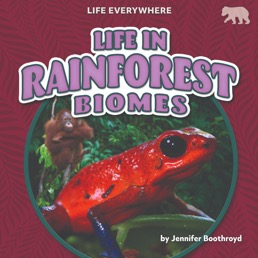 LIFE EVERYWHERE
LIFE IN
RAINFOREST
BIOMES
by Jennifer Boothroyd